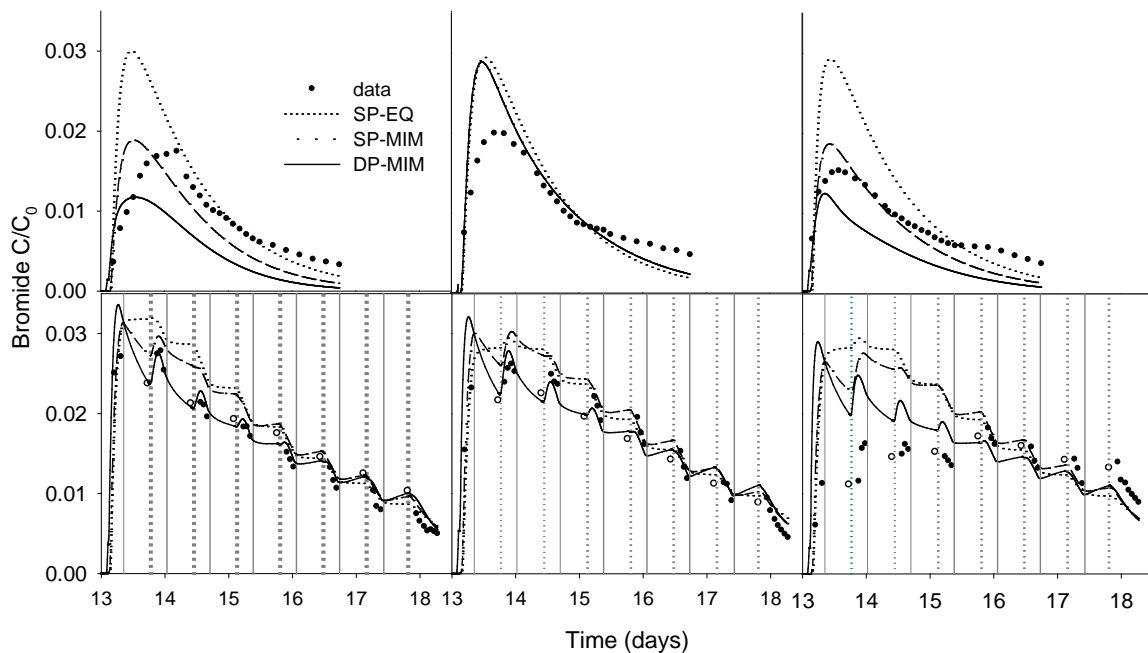 0.03
0.02
0.01
0.00
data
SP-EQ
SP-MIM
DP-MIM
Bromide C/C0
0.03
0.02
0.01
0.00
13 14 15 16 17 18 13 14 15 16 17 18 13 14 15 16 17 18
Time (days)